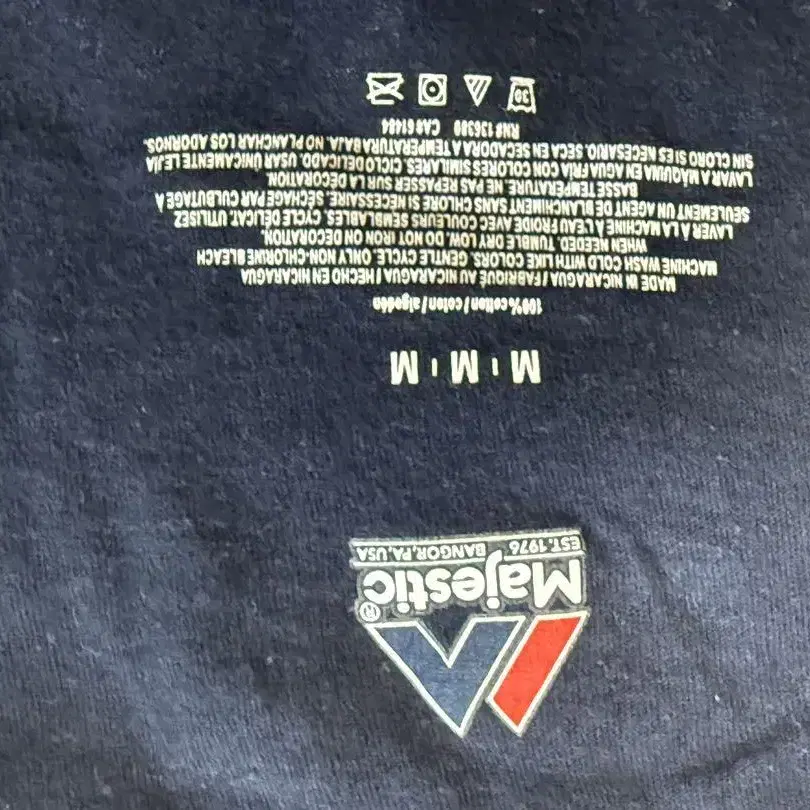 Majestic®
EST. 1976 BANGOR, PA, USA
M I M I M
100% cotton / coton / algodón
MADE IN NICARAGUA / FABRIQUÉ AU NICARAGUA / HECHO EN NICARAGUA
MACHINE WASH COLD WITH LIKE COLORS. GENTLE CYCLE. ONLY NON-CHLORINE BLEACH
WHEN NEEDED. TUMBLE DRY LOW. DO NOT IRON ON DECORATION.
LAVER À LA MACHINE À L'EAU FROIDE AVEC COULEURS SEMBLABLES. CYCLE DÉLICAT. UTILISEZ
SEULEMENT UN AGENT DE BLANCHIMENT SANS CHLORE SI NÉCESSAIRE. SÉCHAGE PAR CULBUTAGE À
BASSE TEMPÉRATURE. NE PAS REPASSER SUR LA DÉCORATION.
LAVAR A MÁQUINA EN AGUA FRÍA CON COLORES SIMILARES. CICLO DELICADO. USAR ÚNICAMENTE LEJÍA
SIN CLORO SI ES NECESARIO. SECA EN SECADORA A TEMPERATURA BAJA. NO PLANCHAR LOS ADORNOS.
RN# 136380 CA# 61484
30